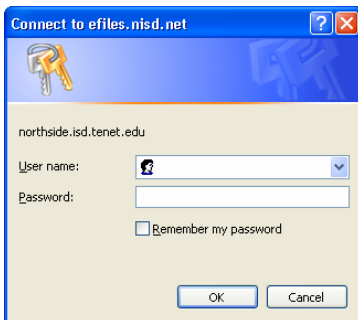 Connect to efiles.nisd.net
northside.isd.tenet.edu
User name:
Password:
Remember my password
OK Cancel